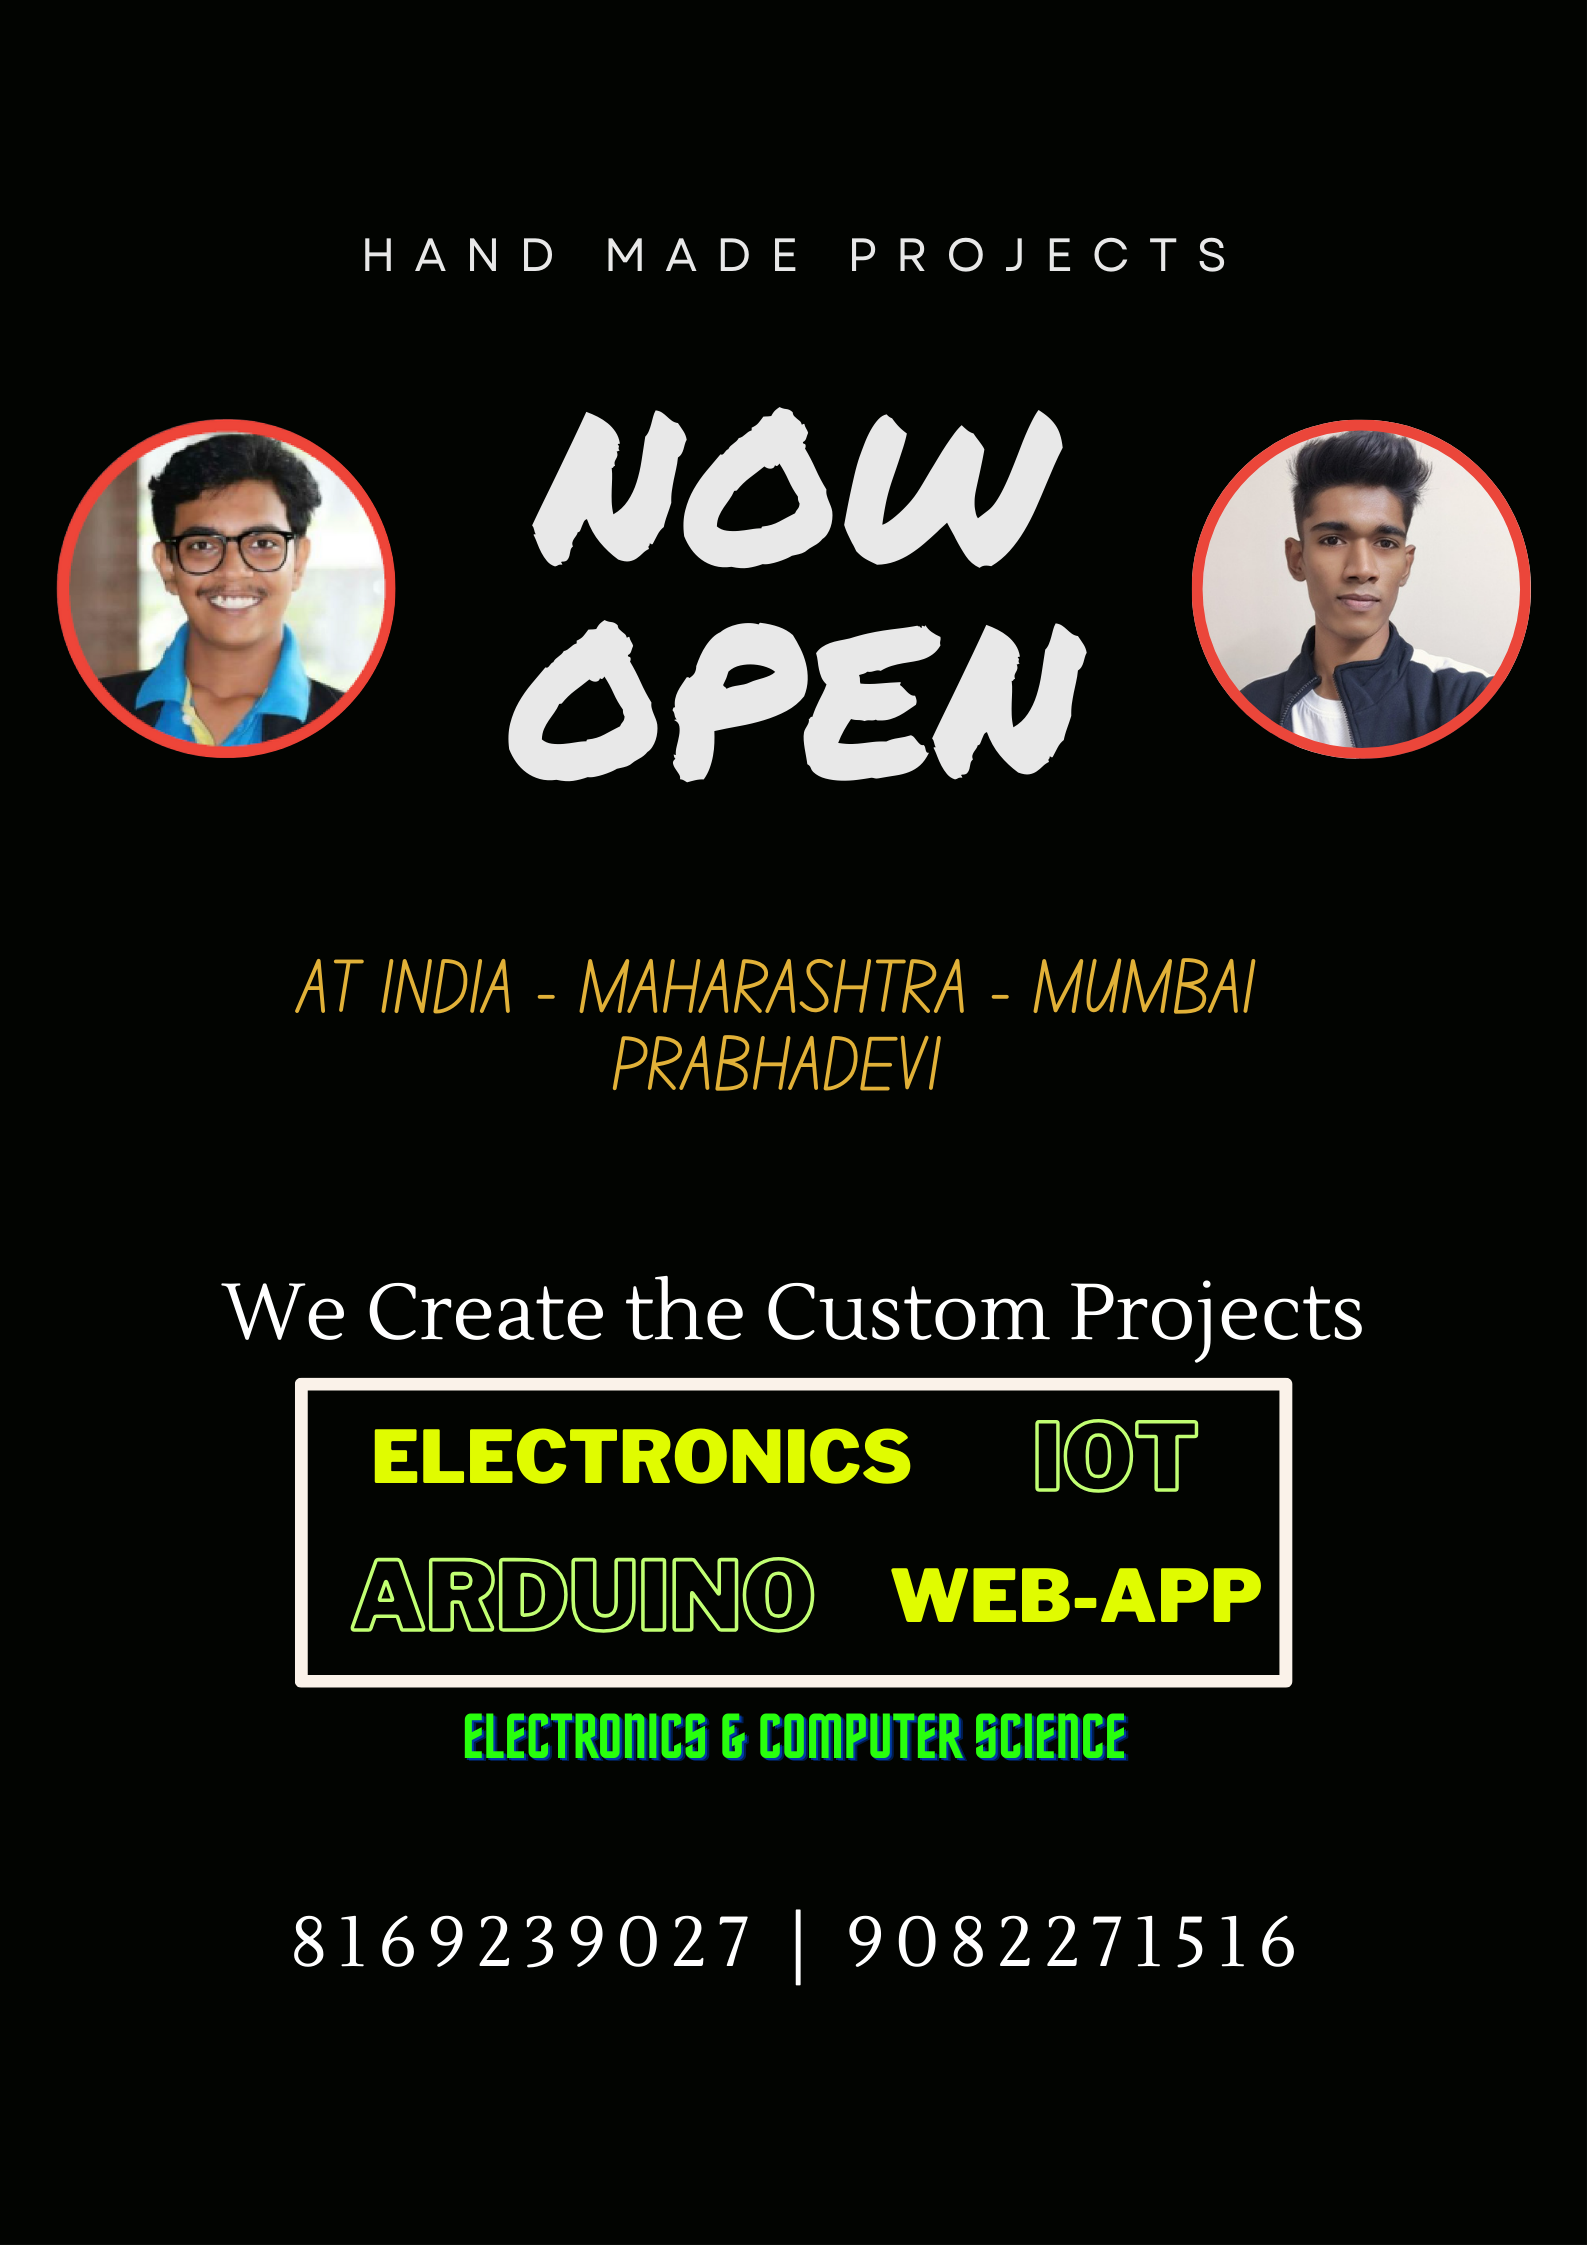 HAND MADE PROJECTS
NOW
OPEN
AT INDIA - MAHARASHTRA - MUMBAI
PRABHADEVI
We Create the Custom Projects
ELECTRONICS IOT
ARDUINO WEB-APP
ELECTRONICS & COMPUTER SCIENCE
8169239027 | 9082271516